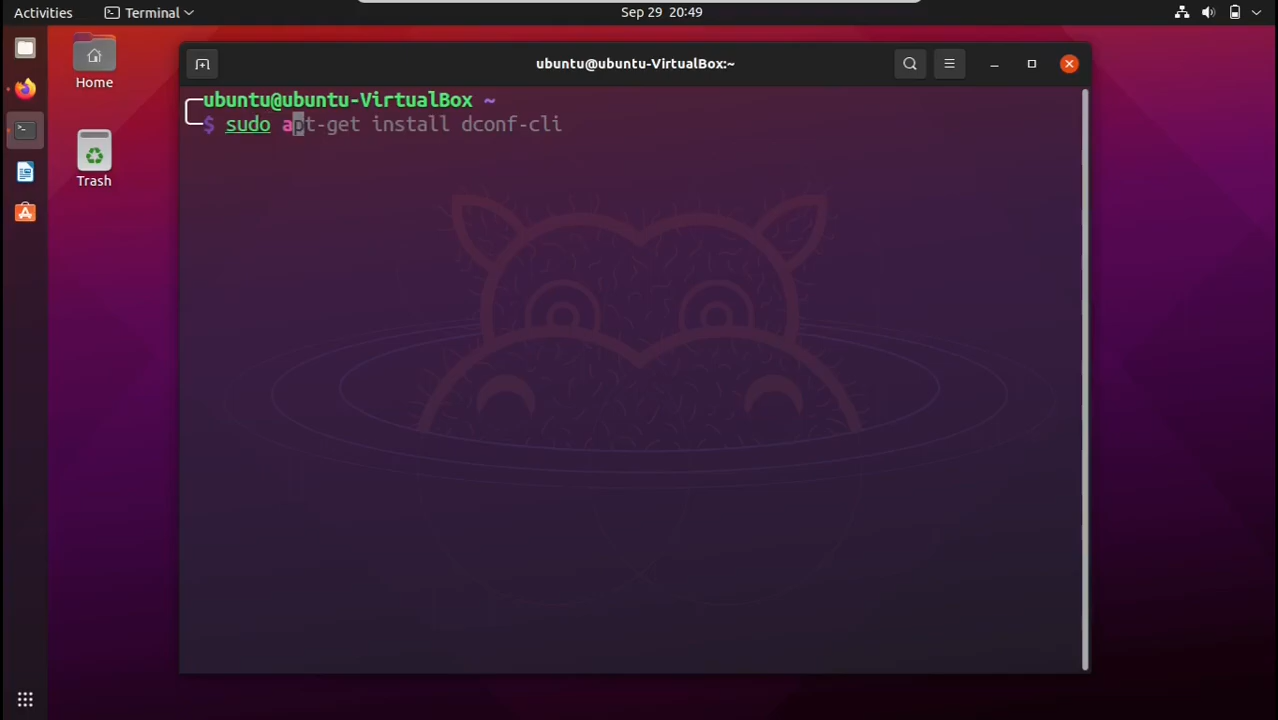 Activities
Terminal
Sep 29 20:49
Home
Trash
ubuntu@ubuntu-VirtualBox:~
ubuntu@ubuntu-VirtualBox ~
$ sudo apt-get install dconf-cli